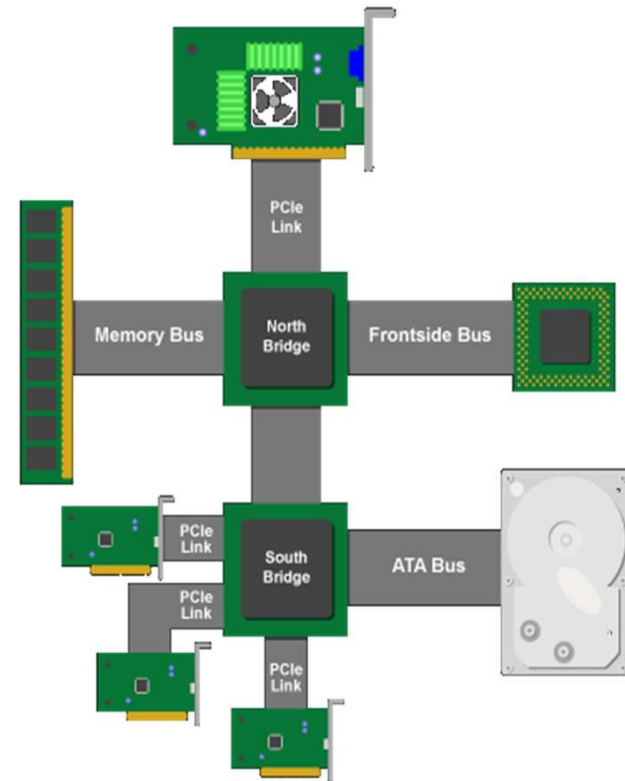 PCIe
Link
Memory Bus
North
Bridge
Frontside Bus
PCIe
Link
South
Bridge
ATA Bus
PCIe
Link
PCIe
Link